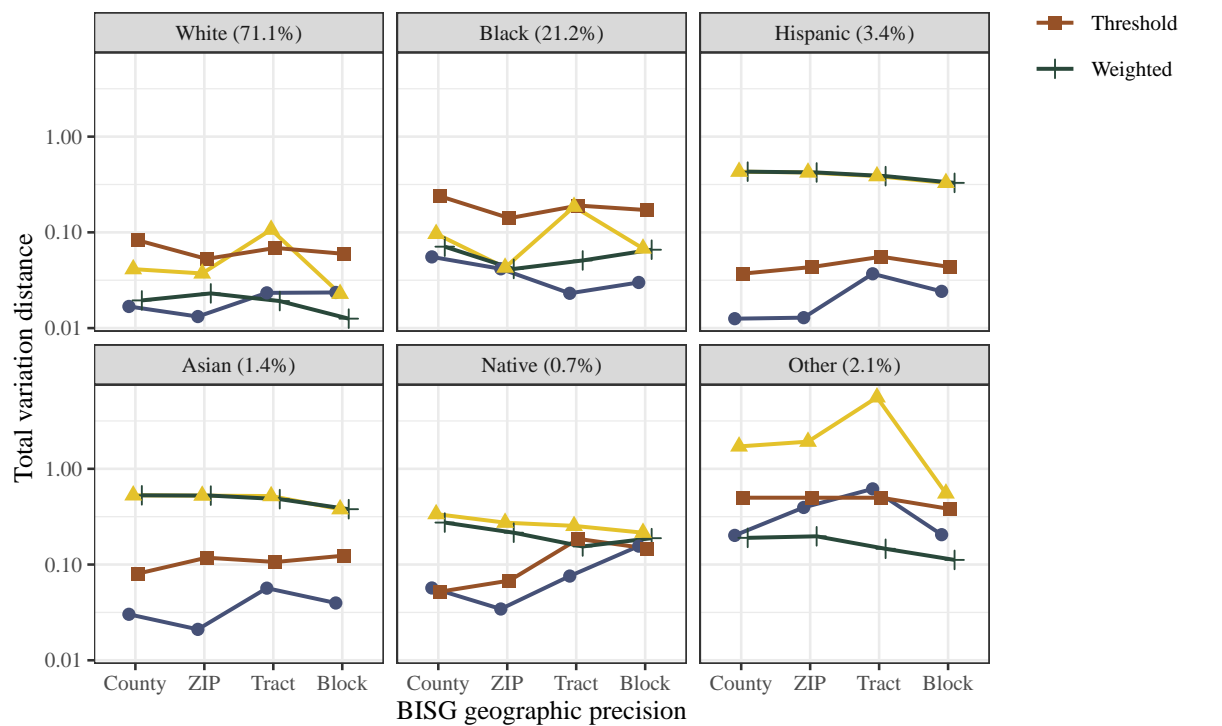 White (71.1%)
Black (21.2%)
Hispanic (3.4%)
Threshold
Weighted
1.00
0.10
0.01
Asian (1.4%)
Native (0.7%)
Other (2.1%)
1.00
0.10
0.01
Total variation distance
County ZIP Tract Block
County ZIP Tract Block
County ZIP Tract Block
BISG geographic precision